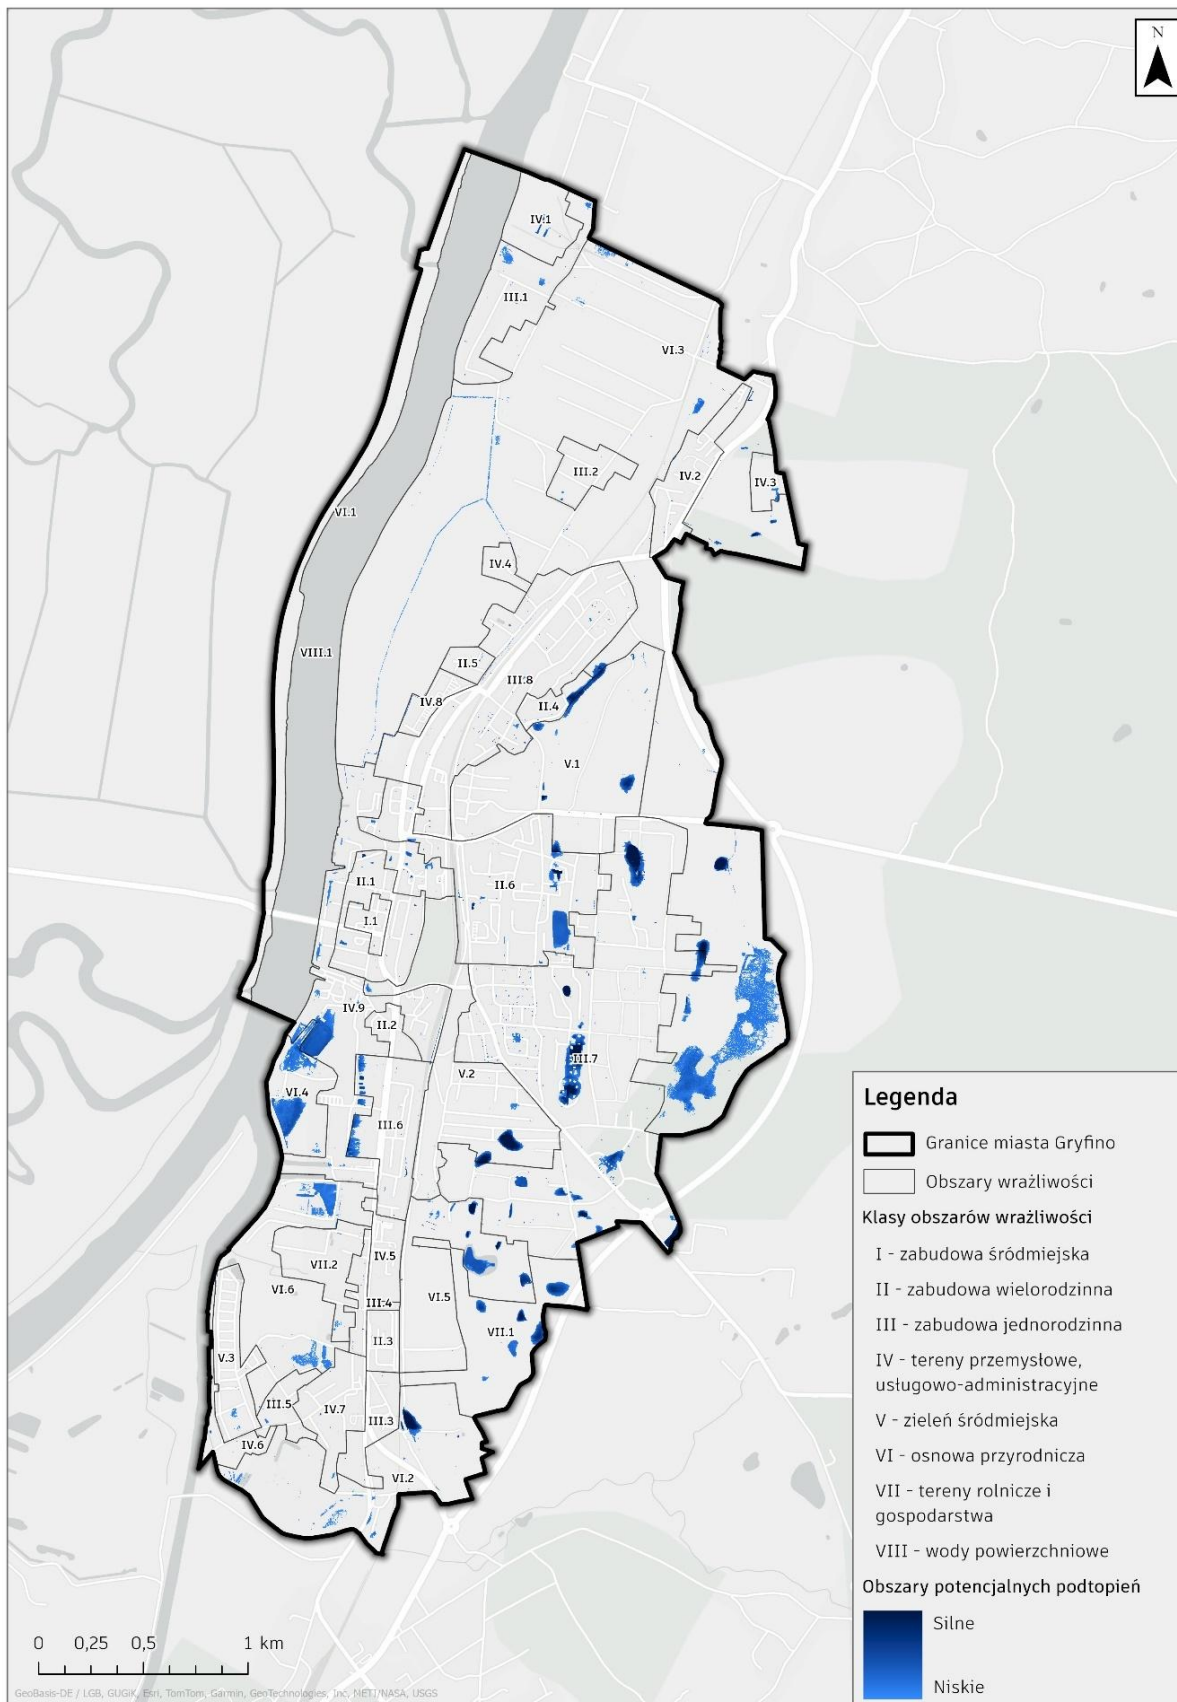 N
IV.1
III.1
VI.3
III.2
IV.2
IV.3
VI.1
IV.4
VIII.1
II.5
III.8
IV.8
II.4
V.1
II.1
II.6
I.1
IV.9
II.2
III.7
V.2
VI.4
III.6
IV.5
VII.2
VI.6
III.4
VI.5
VII.1
II.3
V.3
III.5
IV.7
III.3
IV.6
VI.2
Legenda
Granice miasta Gryfino
Obszary wrażliwości
Klasy obszarów wrażliwości
I - zabudowa śródmiejska
II - zabudowa wielorodzinna
III - zabudowa jednorodzinna
IV - tereny przemysłowe,
usługowo-administracyjne
V - zieleń śródmiejska
VI - osnowa przyrodnicza
VII - tereny rolnicze i
gospodarstwa
VIII - wody powierzchniowe
Obszary potencjalnych podtopień
Silne
Niskie
0 0,25 0,5 1 km
GeoBasis-DE / LGB, GUGiK, Esri, TomTom, Garmin, GeoTechnologies, Inc, METI/NASA, USGS